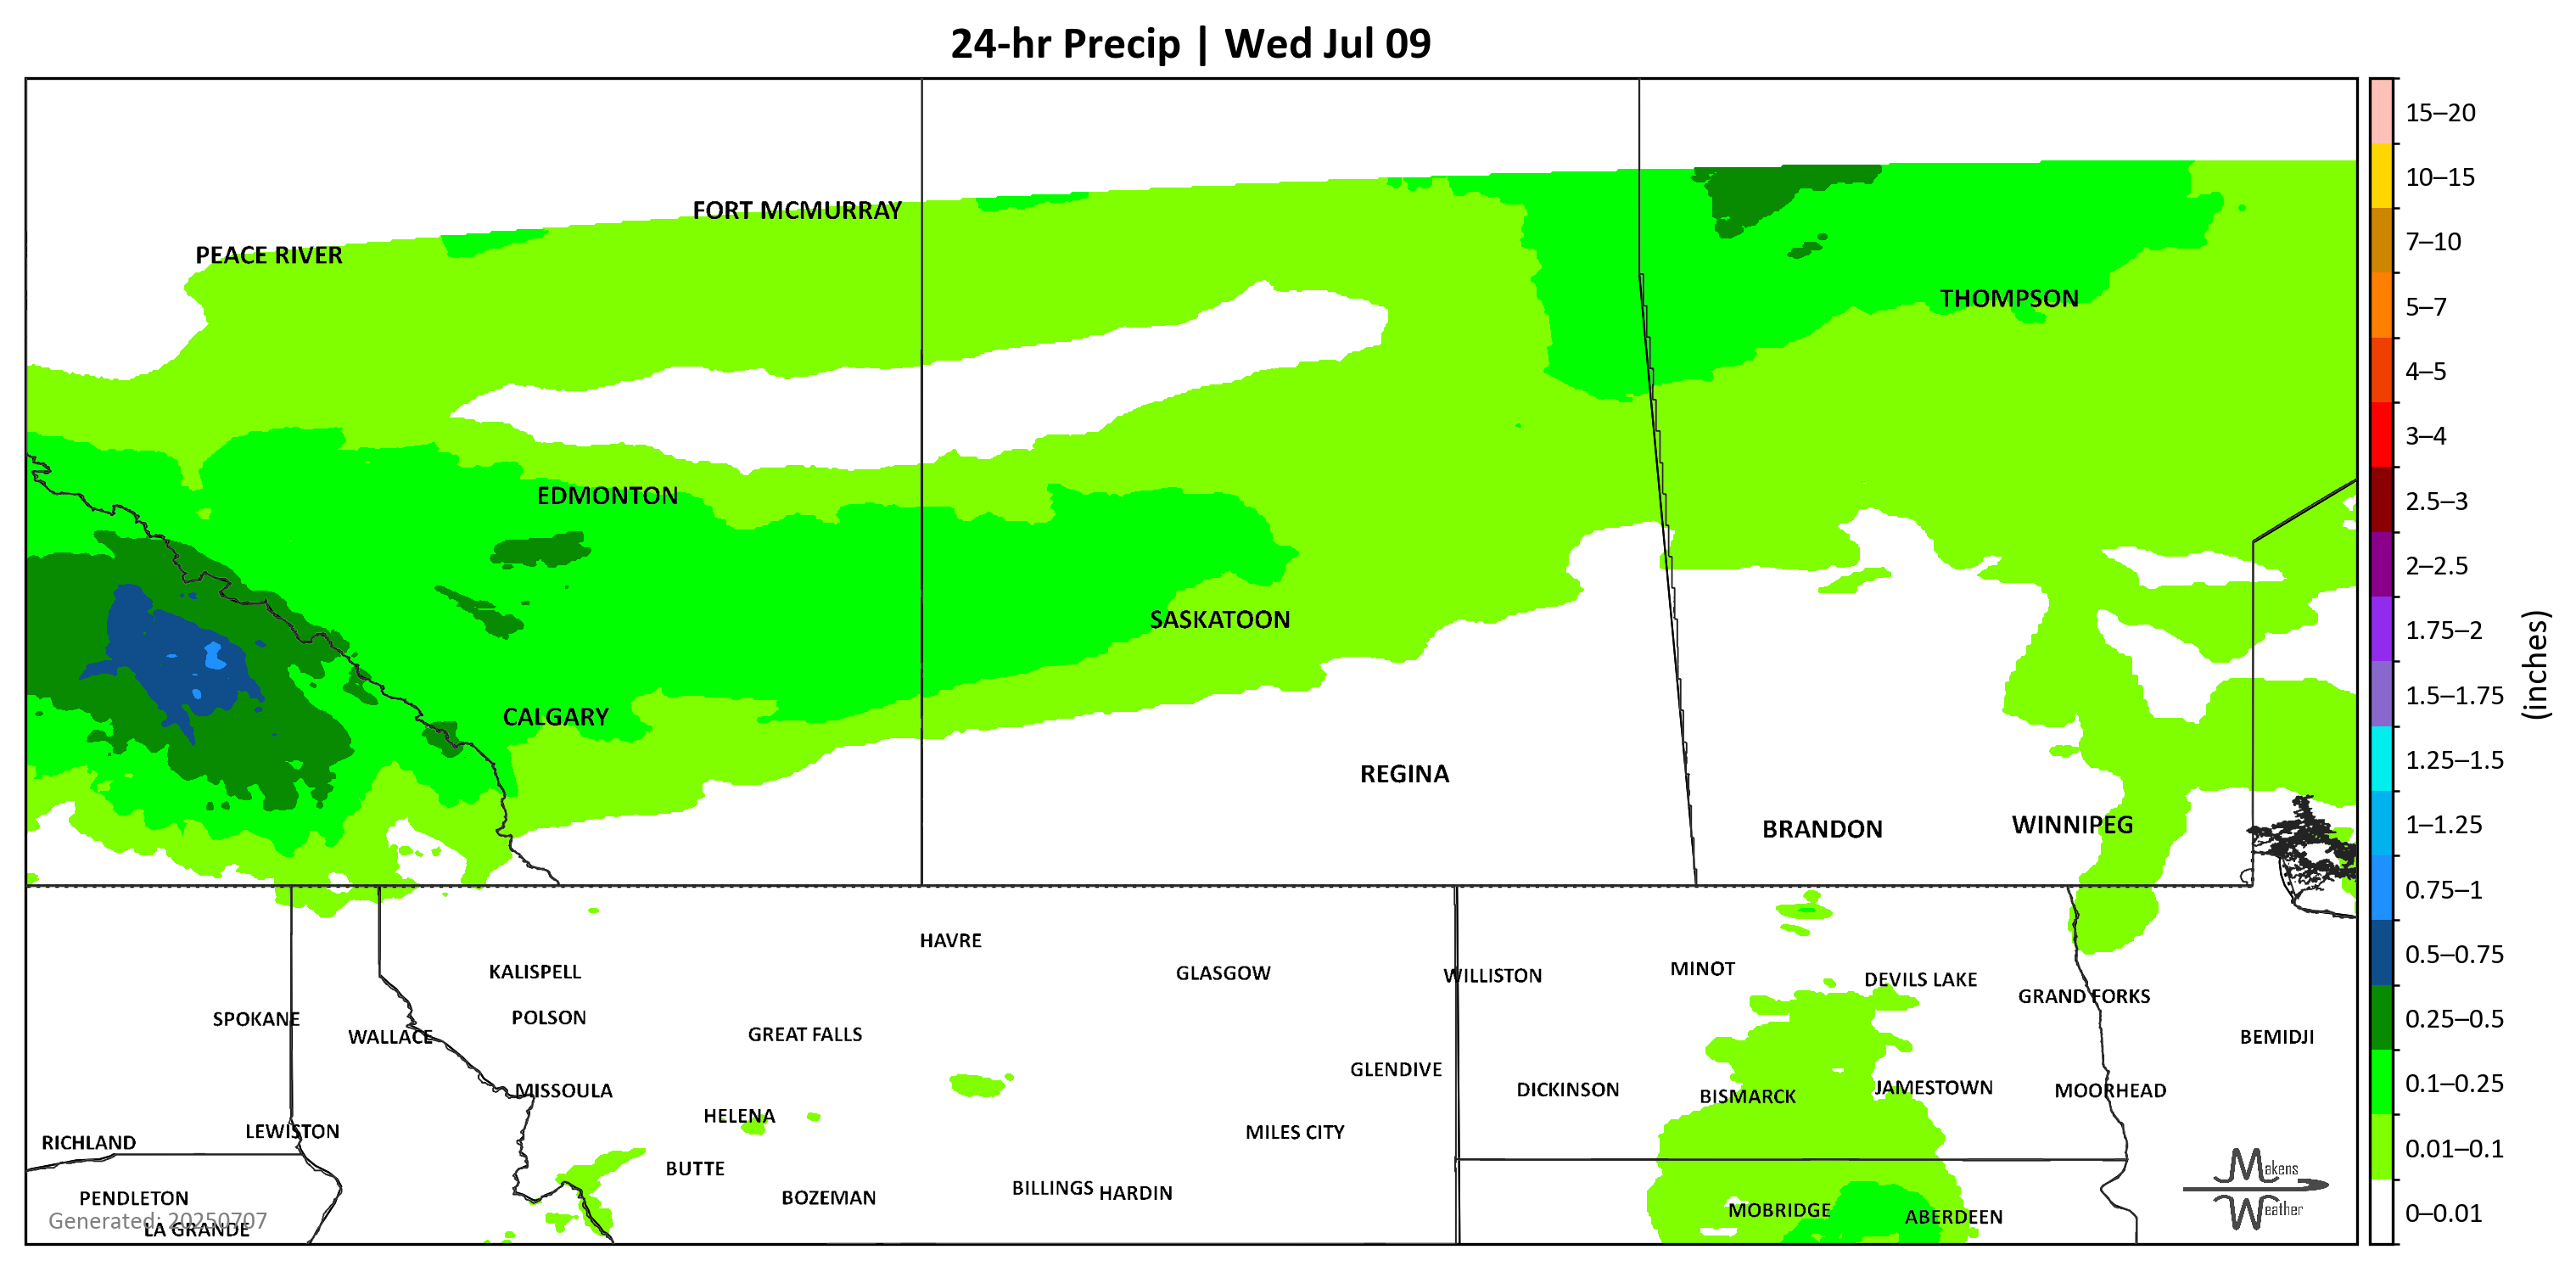 24-hr Precip | Wed Jul 09
FORT MCMURRAY
PEACE RIVER
THOMPSON
EDMONTON
SASKATOON
CALGARY
REGINA
BRANDON
WINNIPEG
HAVRE
KALISPELL
GLASGOW
WILLISTON
MINOT
DEVILS LAKE
GRAND FORKS
SPOKANE
WALLACE
POLSON
GREAT FALLS
BEMIDJI
GLENDIVE
MISSOULA
DICKINSON
BISMARCK
JAMESTOWN
MOORHEAD
HELENA
RICHLAND
LEWISTON
MILES CITY
BUTTE
PENDLETON
BOZEMAN
BILLINGS
HARDIN
MOBRIDGE
ABERDEEN
Generated: 20250707
LA GRANDE
Makens
Weather
15–20
10–15
7–10
5–7
4–5
3–4
2.5–3
2–2.5
1.75–2
1.5–1.75
1.25–1.5
1–1.25
0.75–1
0.5–0.75
0.25–0.5
0.1–0.25
0.01–0.1
0–0.01
(inches)